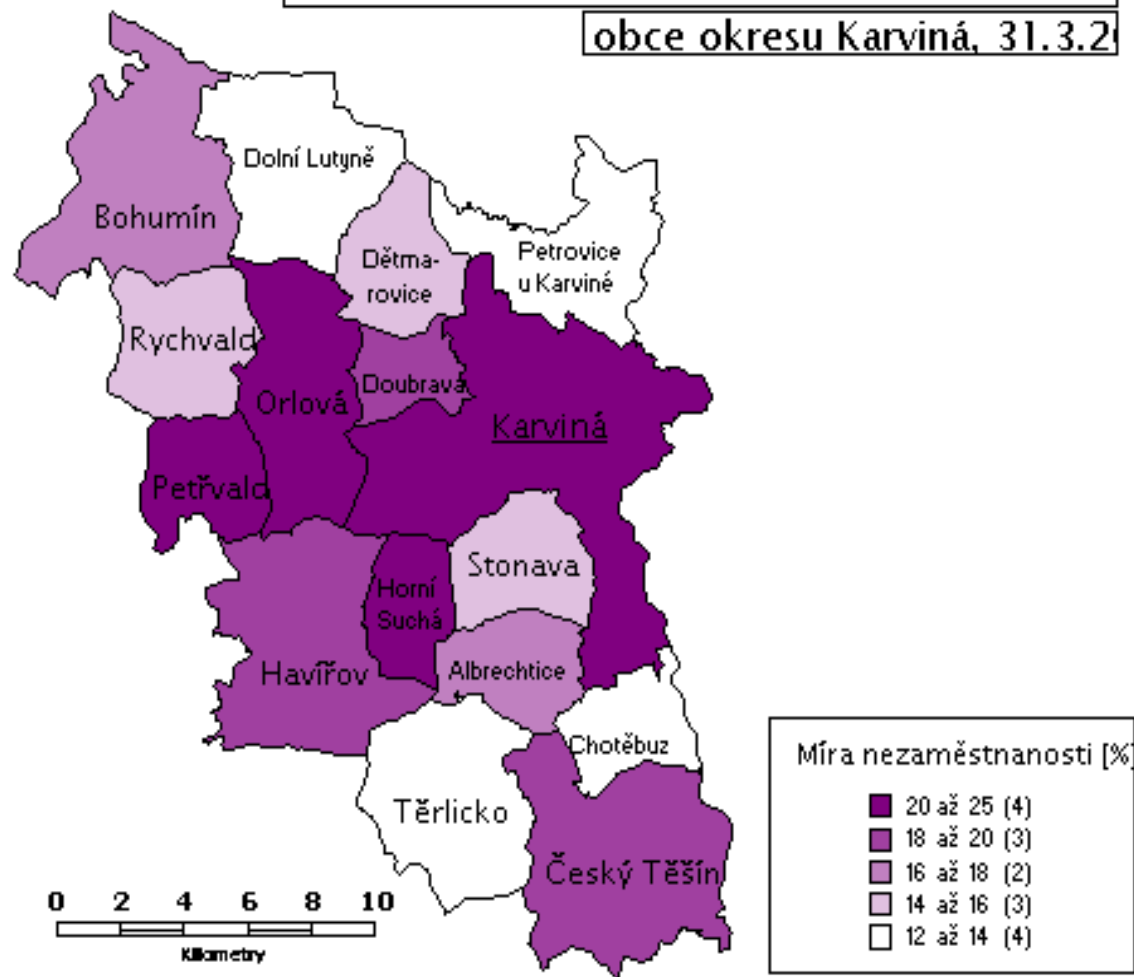 obce okresu Karviná, 31.3.2
Dolní Lutyně
Bohumín
Dětma-
rovice
Petrovice
u Karviné
Rychvald
Orlová
Doubrava
Karviná
Petřvald
Stonava
Horní
Suchá
Havířov
Albrechtice
Chotěbuz
Těrlicko
Český Těšín
Míra nezaměstnanosti [%]
20 až 25 (4)
18 až 20 (3)
16 až 18 (2)
14 až 16 (3)
12 až 14 (4)
0 2 4 6 8 10
Kilometry